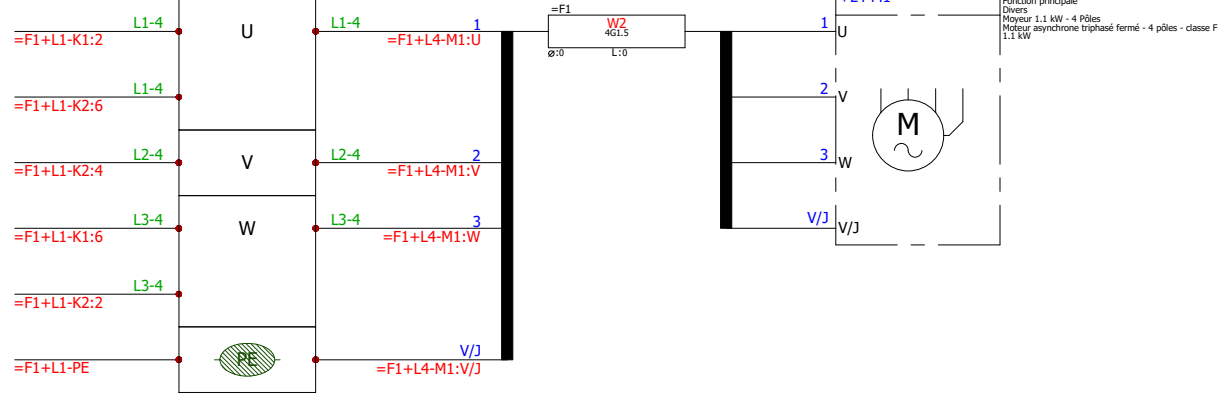 =F1
Fonction principale
Divers
Moyeur 1.1 kW - 4 Pôles
Moteur asynchrone triphasé fermé - 4 pôles - classe F
1.1 kW
L1-4
=F1+L1-K1:2
U
L1-4
1
=F1+L4-M1:U
W2
4G1.5
⌀:0
L:0
1
U
L1-4
=F1+L1-K2:6
2
V
M
L2-4
=F1+L1-K2:4
V
L2-4
2
=F1+L4-M1:V
3
W
L3-4
=F1+L1-K1:6
W
L3-4
3
=F1+L4-M1:W
V/J
V/J
L3-4
=F1+L1-K2:2
=F1+L1-PE
PE
V/J
=F1+L4-M1:V/J